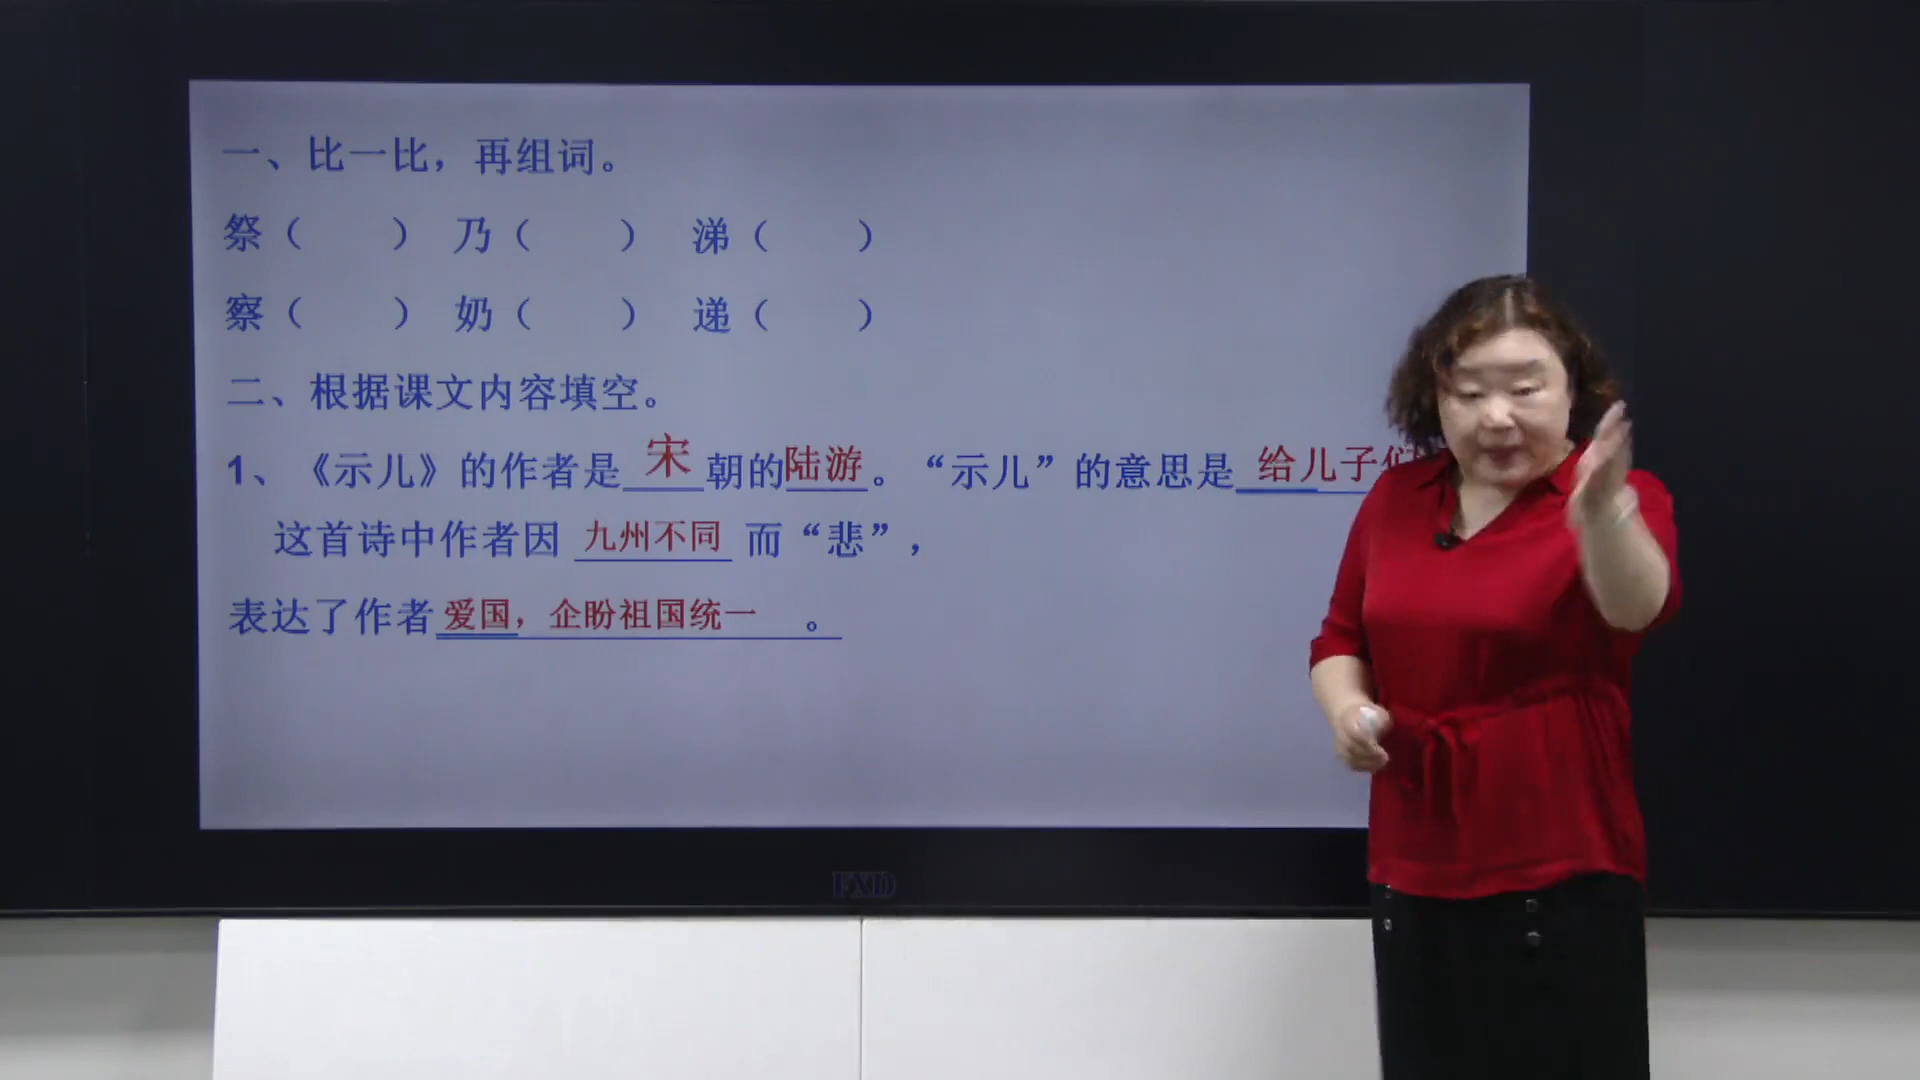 一、比一比，再组词。
祭（ ） 乃（ ） 涕（ ）
察（ ） 奶（ ） 递（ ）
二、根据课文内容填空。
1、《示儿》的作者是 宋 朝的陆游。“示儿”的意思是 给儿子们
这首诗中作者因 九州不同 而“悲”，
表达了作者爱国，企盼祖国统一 。
FXD